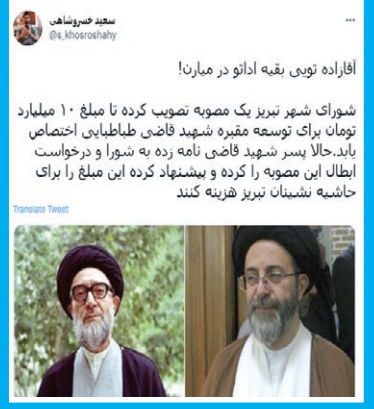 سعید خسروشاهی
@s_khosroshahy
آقازاده تویی بقیه اداتو در میارن!
شورای شهر تبریز یک مصوبه تصویب کرده تا مبلغ ۱۰ میلیارد
تومان برای توسعه مقبره شهید قاضی طباطبایی اختصاص
یابد.حالا پسر شهید قاضی نامه زده به شورا و درخواست
ابطال این مصوبه را کرده و پیشنهاد کرده این مبلغ را برای
حاشیه نشینان تبریز هزینه کنند
Translate Tweet